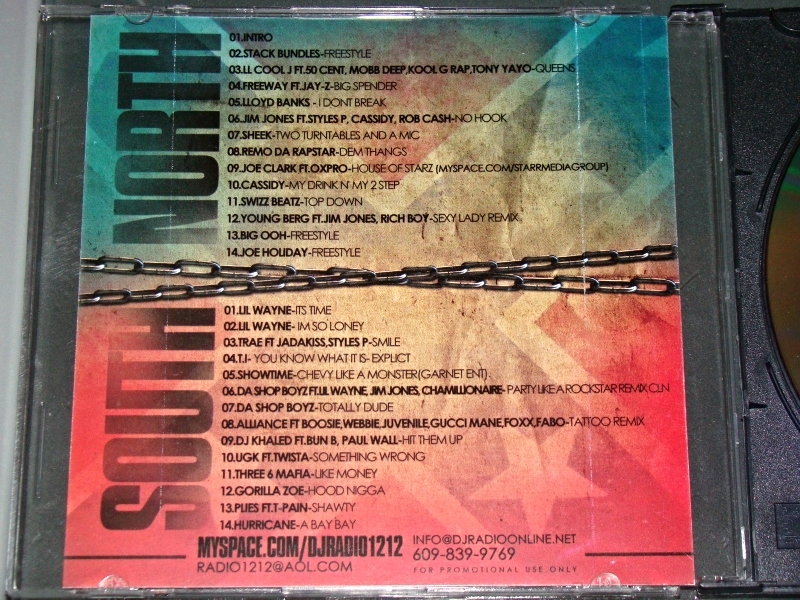 NORTH
01.INTRO
02.STACK BUNDLES-FREESTYLE
03.LL COOL J FT.50 CENT, MOBB DEEP,KOOL G RAP,TONY YAYO-QUEENS
04.FREEWAY FT.JAY-Z-BIG SPENDER
05.LLOYD BANKS - I DONT BREAK
06.JIM JONES FT.STYLES P, CASSIDY, ROB CASH-NO HOOK
07.SHEEK-TWO TURNTABLES AND A MIC
08.REMO DA RAPSTAR-DEM THANGS
09.JOE CLARK FT.OXPRO-HOUSE OF STARZ (MYSPACE.COM/STARRMEDIAGROUP)
10.CASSIDY-MY DRINK N' MY 2 STEP
11.SWIZZ BEATZ-TOP DOWN
12.YOUNG BERG FT.JIM JONES, RICH BOY-SEXY LADY REMIX
13.BIG OOH-FREESTYLE
14.JOE HOLIDAY-FREESTYLE
SOUTH
01.LIL WAYNE-ITS TIME
02.LIL WAYNE- IM SO LONEY
03.TRAE FT JADAKISS,STYLES P-SMILE
04.T.I- YOU KNOW WHAT IT IS- EXPLICT
05.SHOWTIME-CHEVY LIKE A MONSTER(GARNET ENT)
06.DA SHOP BOYZ FT.LIL WAYNE, JIM JONES, CHAMILLIONAIRE- PARTY LIKE A ROCKSTAR REMIX CLN
07.DA SHOP BOYZ-TOTALLY DUDE
08.ALLIANCE FT BOOSIE,WEBBIE,JUVENILE,GUCCI MANE,FOXX,FABO-TATTOO REMIX
09.DJ KHALED FT.BUN B, PAUL WALL-HIT THEM UP
10.UGK FT.TWISTA-SOMETHING WRONG
11.THREE 6 MAFIA-LIKE MONEY
12.GORILLA ZOE-HOOD NIGGA
13.PLIES FT.T-PAIN-SHAWTY
14.HURRICANE-A BAY BAY
MYSPACE.COM/DJRADIO1212
RADIO1212@AOL.COM
INFO@DJRADIOONLINE.NET
609-839-9769
FOR PROMOTIONAL USE ONLY